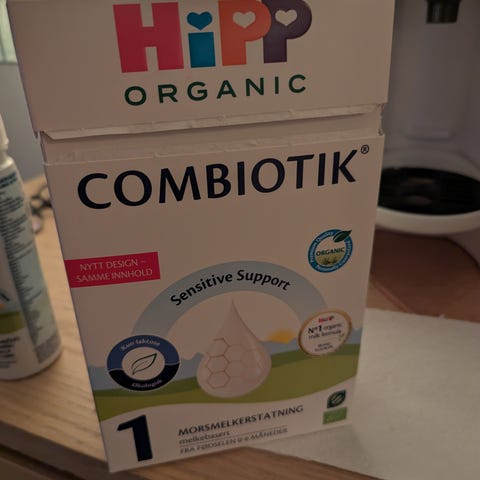 HiPP
ORGANIC
COMBIOTIK®
NYTT DESIGN –
SAMME INNHOLD
Sensitive Support
ORGANIC
Kun laktose
HiPP
Nº1 organic
milk formula
1
MORSMELKERSTATNING
melkebasert
FRA FØDSELEN 0-6 MÅNEDER